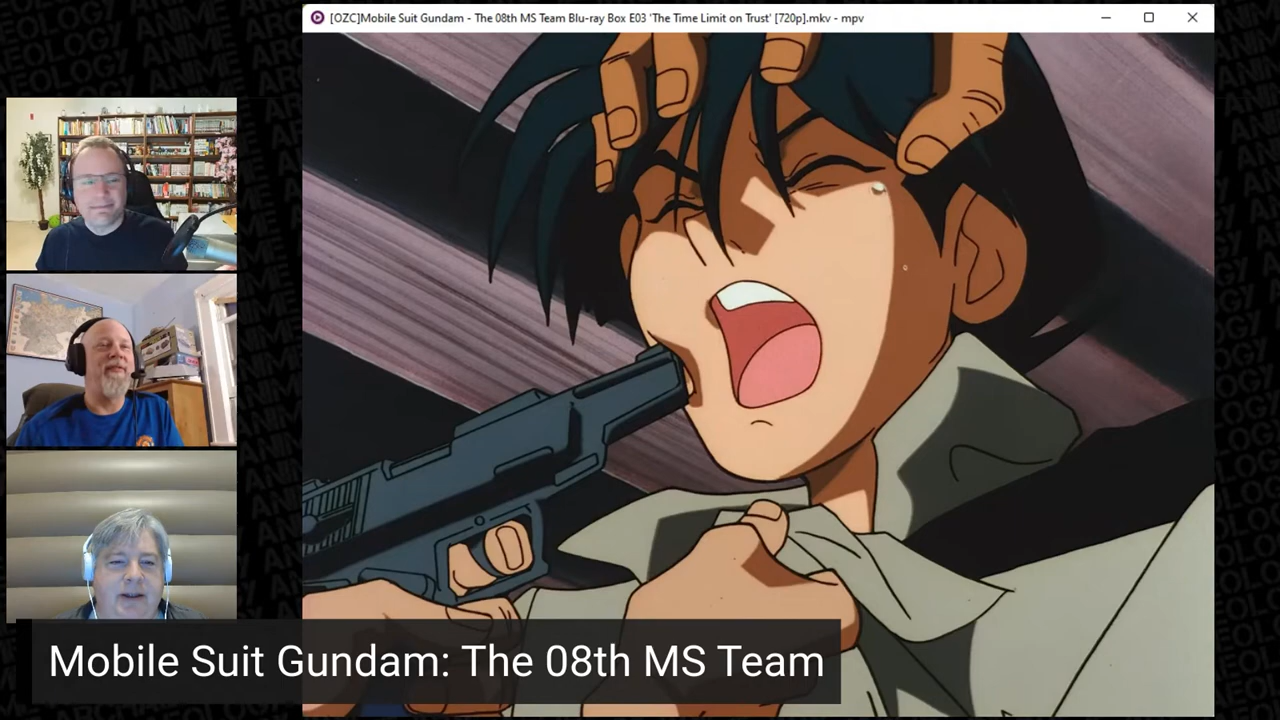 [OZC]Mobile Suit Gundam - The 08th MS Team Blu-ray Box E03 'The Time Limit on Trust' [720p].mkv - mpv
Mobile Suit Gundam: The 08th MS Team